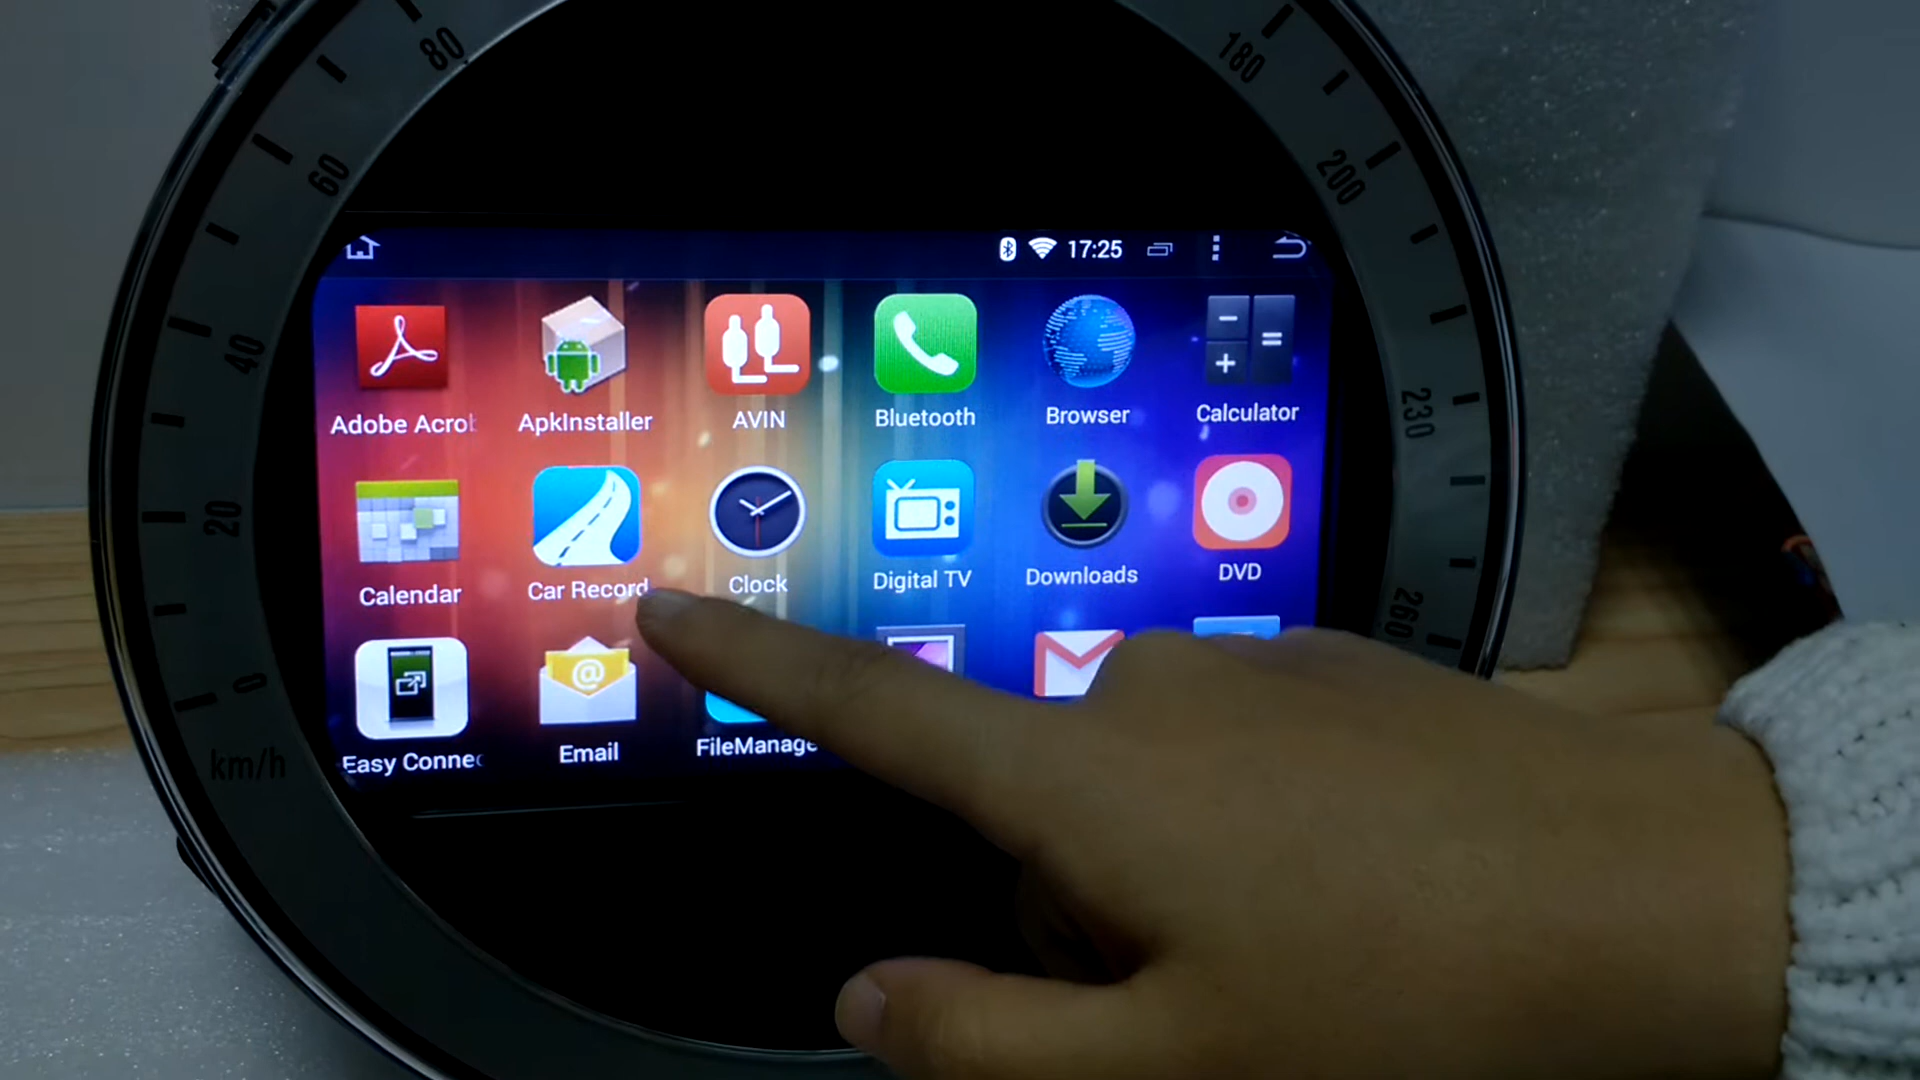 80
180
60
200
17:25
40
Adobe Acrob
ApkInstaller
AVIN
Bluetooth
Browser
Calculator
230
20
Calendar
Car Record
Clock
Digital TV
Downloads
DVD
260
0
@
Easy Connec
Email
FileManage
km/h